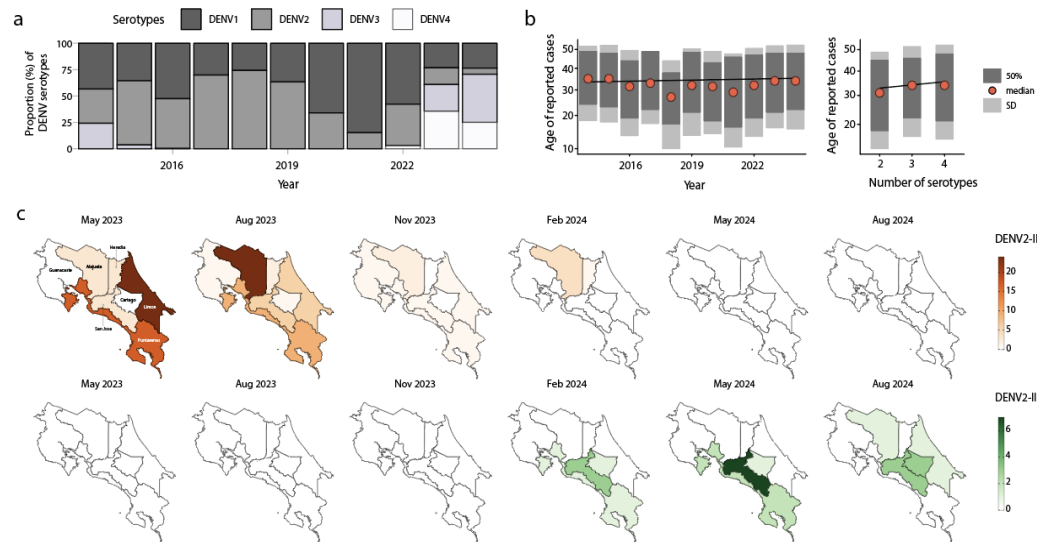 a
Serotypes
DENV1
DENV2
DENV3
DENV4
Proportion (%) of
DENV serotypes
100
75
50
25
0
2016
2019
2022
Year
b
Age of reported cases
50
40
30
20
10
2016
2022
Year
Age of reported cases
50
40
30
20
2
3
4
Number of serotypes
50%
median
SD
c
May 2023
Aug 2023
Nov 2023
Feb 2024
May 2024
Aug 2024
Heredia
Guanacaste
Alajuela
Cartago
Limon
San Jose
Puntarenas
DENV2-II
20
15
10
5
0
May 2023
Aug 2023
Nov 2023
Feb 2024
May 2024
Aug 2024
DENV2-II
6
4
2
0